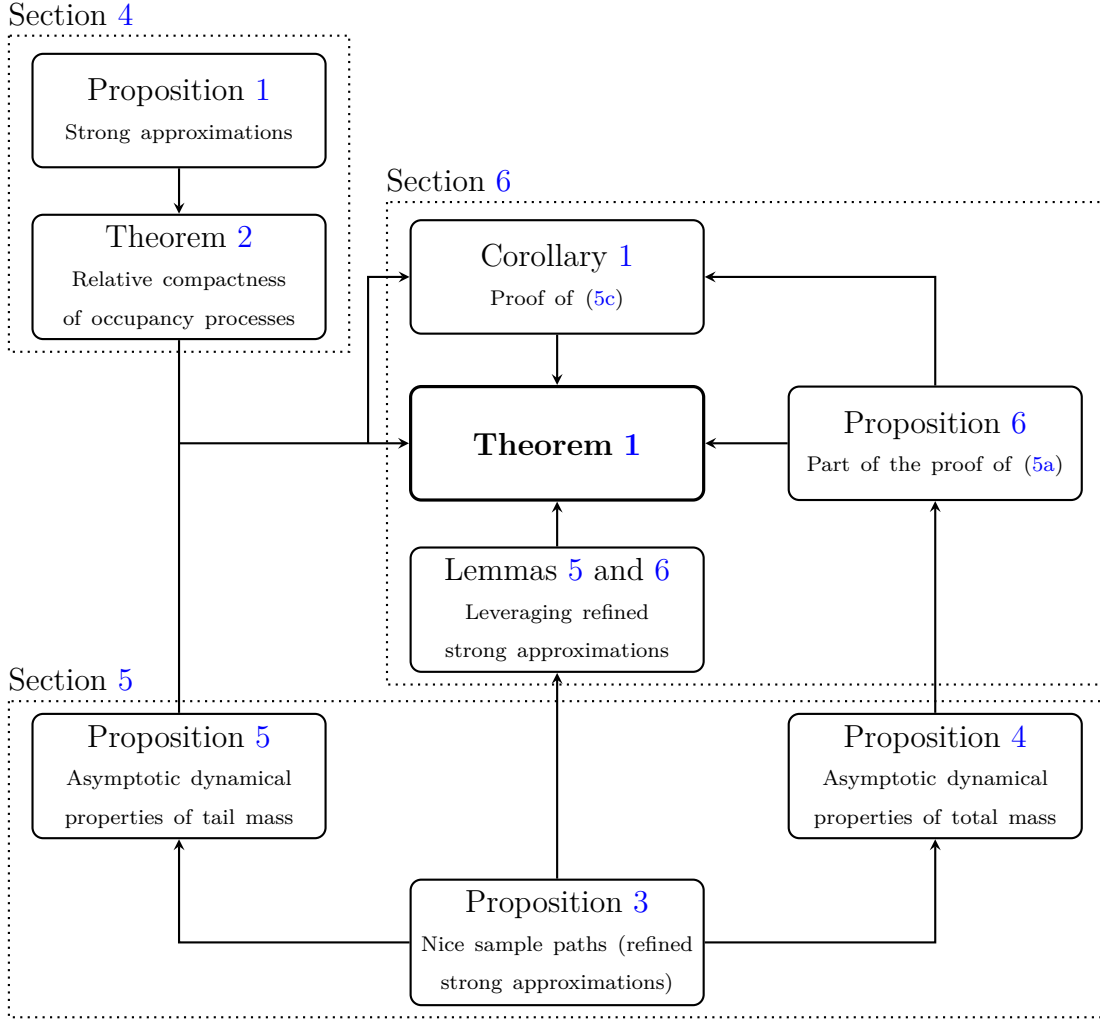 Section 4
Proposition 1
Strong approximations
Theorem 2
Relative compactness
of occupancy processes
Section 6
Corollary 1
Proof of (5c)
Theorem 1
Proposition 6
Part of the proof of (5a)
Lemmas 5 and 6
Leveraging refined
strong approximations
Section 5
Proposition 5
Asymptotic dynamical
properties of tail mass
Proposition 4
Asymptotic dynamical
properties of total mass
Proposition 3
Nice sample paths (refined
strong approximations)